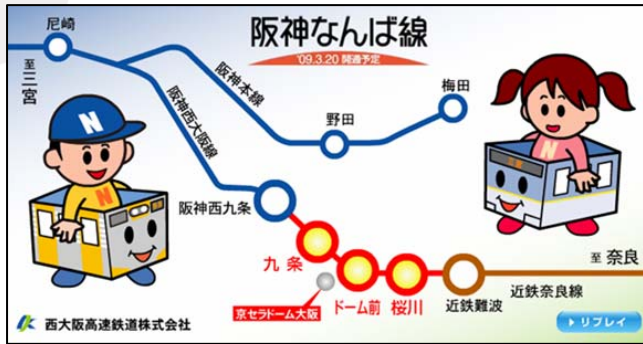 阪神なんば線
'09.3.20 開通予定
尼崎
至三宮
阪神本線
阪神西大阪線
野田
梅田
N
N
阪神西九条
九条
ドーム前
桜川
近鉄難波
近鉄奈良線
至 奈良
京セラドーム大阪
西大阪高速鉄道株式会社
リプレイ